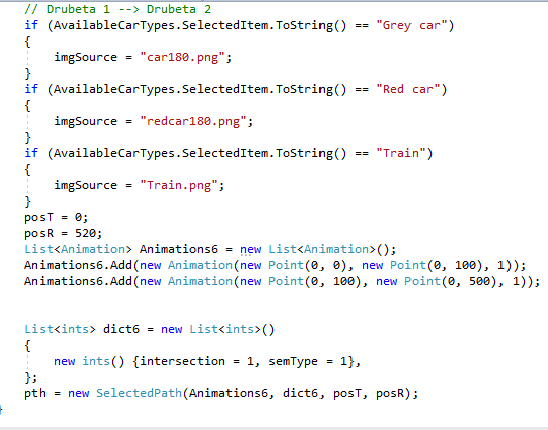 // Drubeta 1 --> Drubeta 2
if (AvailableCarTypes.SelectedItem.ToString() == "Grey car")
{
imgSource = "car180.png";
}
if (AvailableCarTypes.SelectedItem.ToString() == "Red car")
{
imgSource = "redcar180.png";
}
if (AvailableCarTypes.SelectedItem.ToString() == "Train")
{
imgSource = "Train.png";
}
posT = 0;
posR = 520;
List<Animation> Animations6 = new List<Animation>();
Animations6.Add(new Animation(new Point(0, 0), new Point(0, 100), 1));
Animations6.Add(new Animation(new Point(0, 100), new Point(0, 500), 1));
List<ints> dict6 = new List<ints>()
{
new ints() {intersection = 1, semType = 1},
};
pth = new SelectedPath(Animations6, dict6, posT, posR);
}